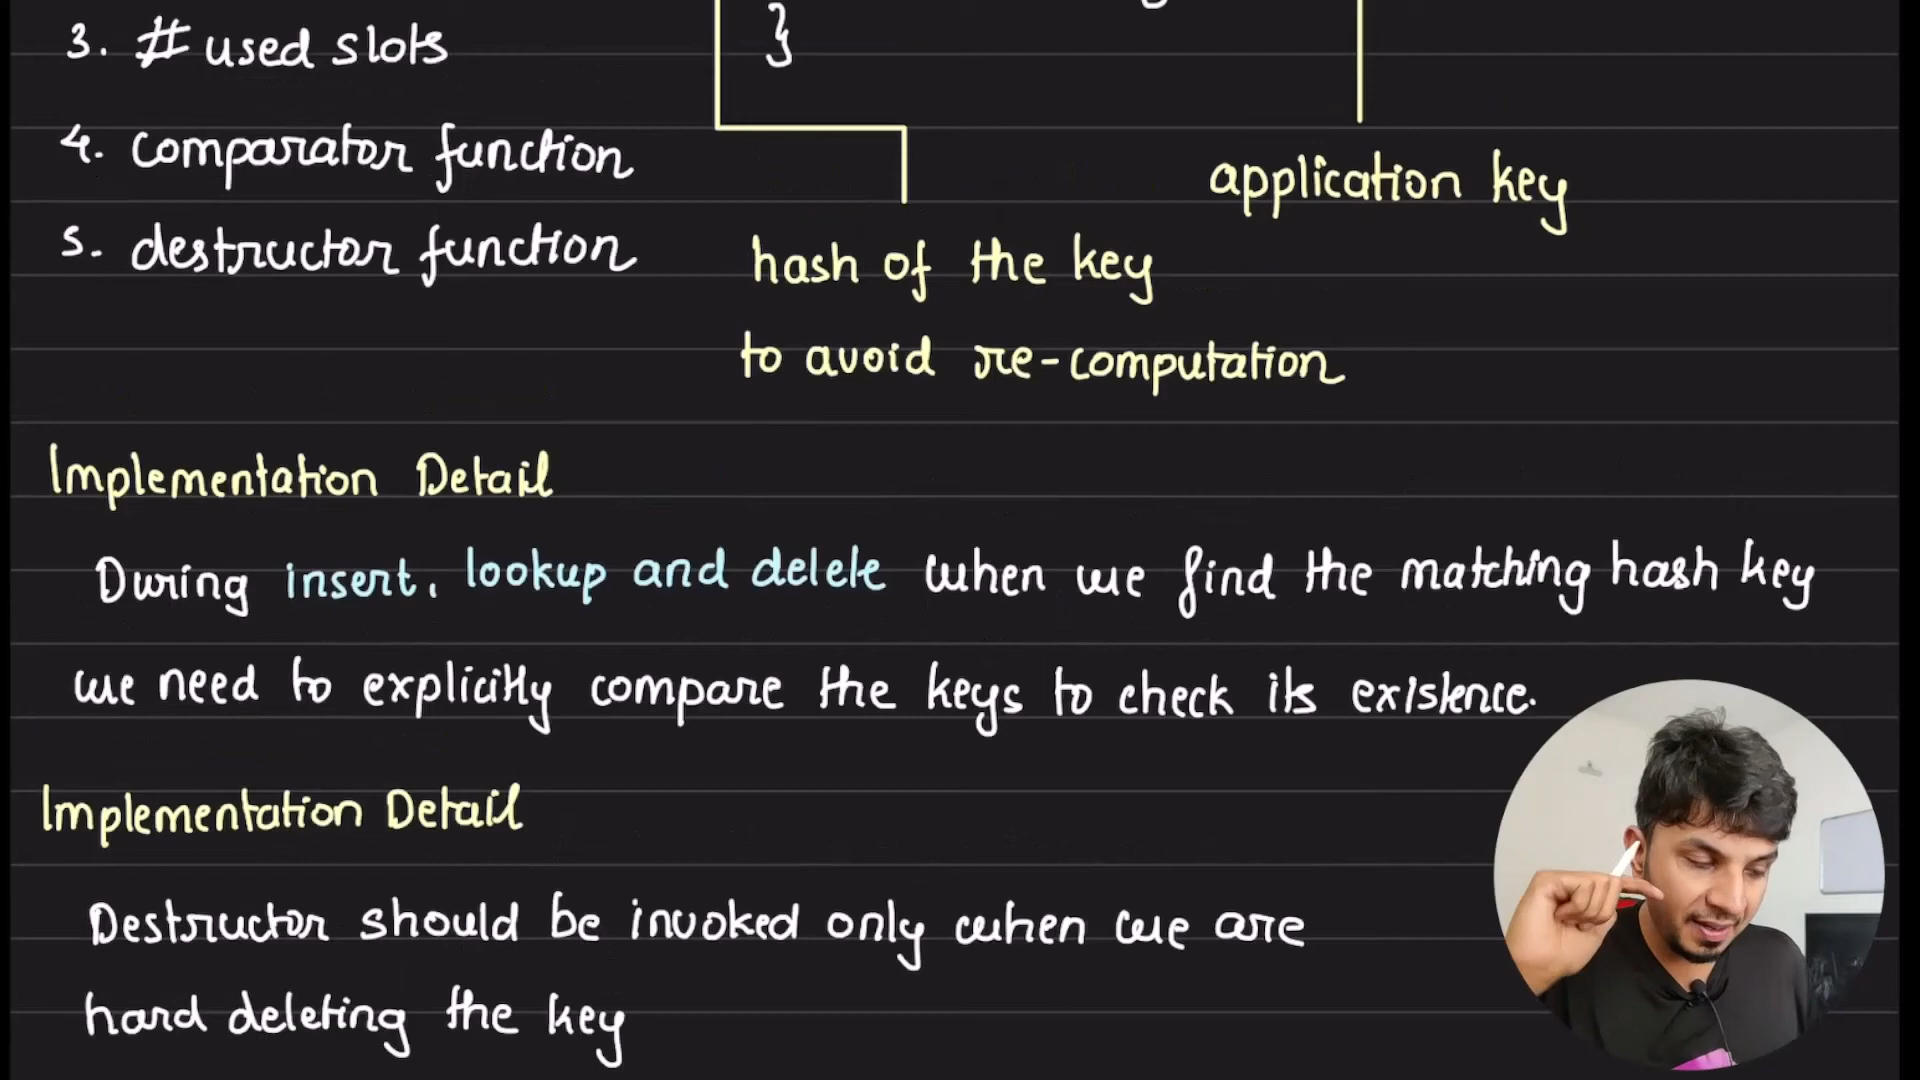 3. # used slots
}
4. comparator function
application key
5. destructor function
hash of the key
to avoid re-computation
Implementation Detail
During insert, lookup and delete when we find the matching hash key
we need to explicitly compare the keys to check its existence.
Implementation Detail
Destructor should be invoked only when we are
hard deleting the key